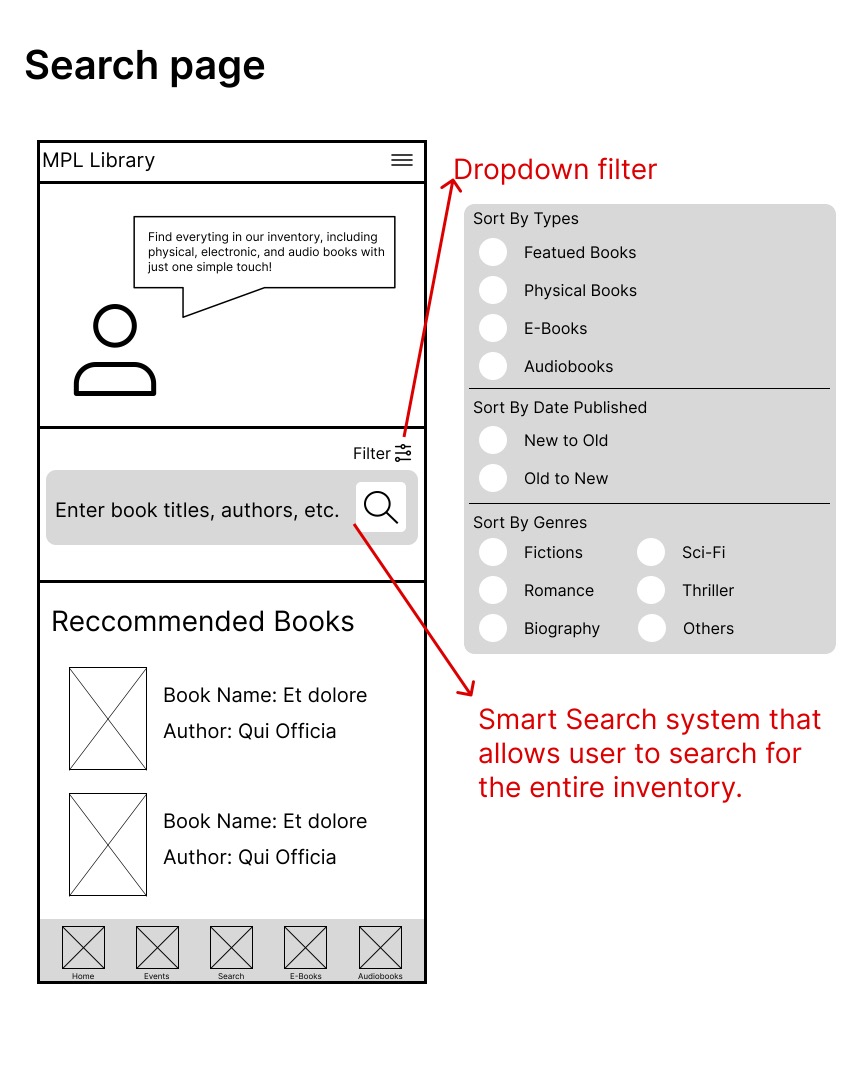 Search page
MPL Library
Find everyting in our inventory, including
physical, electronic, and audio books with
just one simple touch!
Filter
Enter book titles, authors, etc.
Reccommended Books
Book Name: Et dolore
Author: Qui Officia
Book Name: Et dolore
Author: Qui Officia
Home Events Search E-Books Audiobooks
Dropdown filter
Sort By Types
Featued Books
Physical Books
E-Books
Audiobooks
Sort By Date Published
New to Old
Old to New
Sort By Genres
Fictions Sci-Fi
Romance Thriller
Biography Others
Smart Search system that
allows user to search for
the entire inventory.